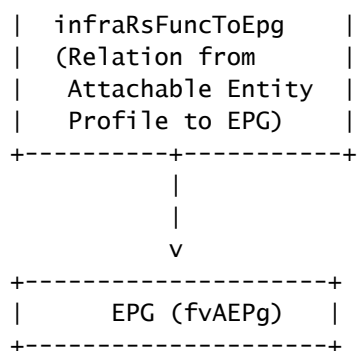 |  infraRsFuncToEpg    |
|  (Relation from      |
|   Attachable Entity  |
|   Profile to EPG)    |
+----------+-----------+
|
|
v
+---------------------+
|      EPG (fvAEPg)   |
+---------------------+